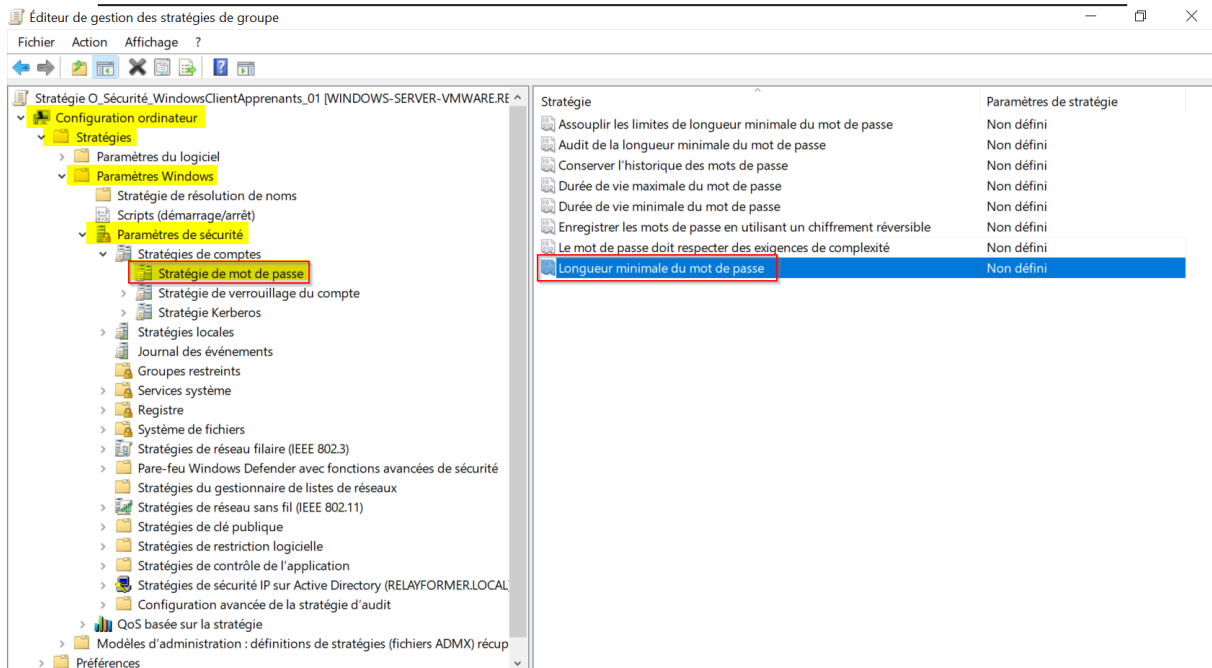 Éditeur de gestion des stratégies de groupe
Fichier Action Affichage ?
Stratégie O_Sécurité_WindowsClientApprenants_01 [WINDOWS-SERVER-VMWARE.RE
Configuration ordinateur
Stratégies
Paramètres du logiciel
Paramètres Windows
Stratégie de résolution de noms
Scripts (démarrage/arrêt)
Paramètres de sécurité
Stratégies de comptes
Stratégie de mot de passe
Stratégie de verrouillage du compte
Stratégie Kerberos
Stratégies locales
Journal des événements
Groupes restreints
Services système
Registre
Système de fichiers
Stratégies de réseau filaire (IEEE 802.3)
Pare-feu Windows Defender avec fonctions avancées de sécurité
Stratégies du gestionnaire de listes de réseaux
Stratégies de réseau sans fil (IEEE 802.11)
Stratégies de clé publique
Stratégies de restriction logicielle
Stratégies de contrôle de l'application
Stratégies de sécurité IP sur Active Directory (RELAYFORMER.LOCAL)
Configuration avancée de la stratégie d'audit
QoS basée sur la stratégie
Modèles d'administration : définitions de stratégies (fichiers ADMX) récup
Préférences
Stratégie Paramètres de stratégie
Assouplir les limites de longueur minimale du mot de passe Non défini
Audit de la longueur minimale du mot de passe Non défini
Conserver l'historique des mots de passe Non défini
Durée de vie maximale du mot de passe Non défini
Durée de vie minimale du mot de passe Non défini
Enregistrer les mots de passe en utilisant un chiffrement réversible Non défini
Le mot de passe doit respecter des exigences de complexité Non défini
Longueur minimale du mot de passe Non défini